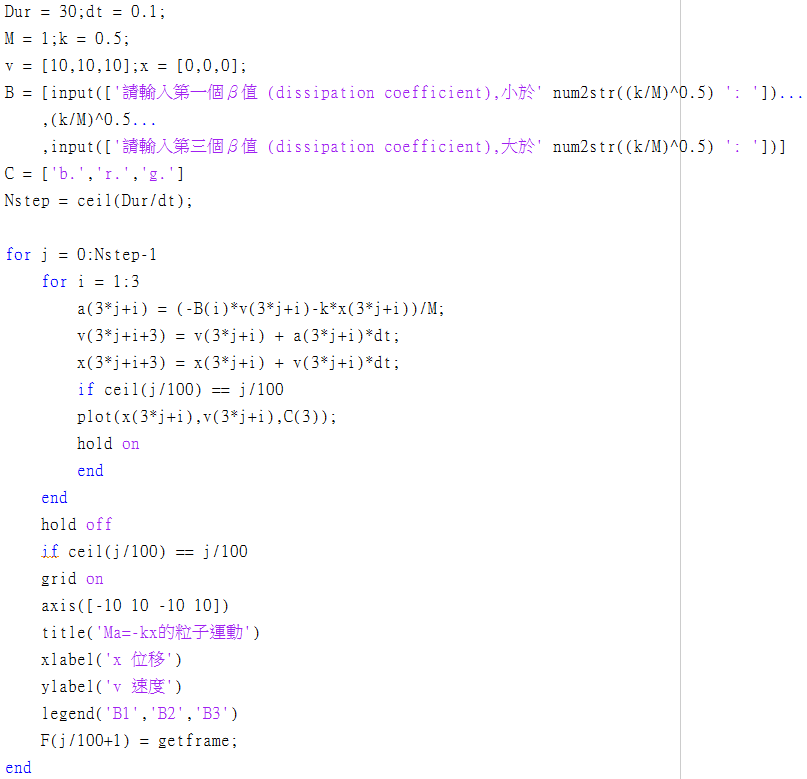 Dur = 30;dt = 0.1;
M = 1;k = 0.5;
v = [10,10,10];x = [0,0,0];
B = [input(['請輸入第一個β值 (dissipation coefficient),小於' num2str((k/M)^0.5) ': '])...
    ,(k/M)^0.5...
    ,input(['請輸入第三個β值 (dissipation coefficient),大於' num2str((k/M)^0.5) ': '])]
C = ['b.','r.','g.']
Nstep = ceil(Dur/dt);
for j = 0:Nstep-1
    for i = 1:3
        a(3*j+i) = (-B(i)*v(3*j+i)-k*x(3*j+i))/M;
        v(3*j+i+3) = v(3*j+i) + a(3*j+i)*dt;
        x(3*j+i+3) = x(3*j+i) + v(3*j+i)*dt;
        if ceil(j/100) == j/100
        plot(x(3*j+i),v(3*j+i),C(3));
        hold on
        end
    end
    hold off
    if ceil(j/100) == j/100
    grid on
    axis([-10 10 -10 10])
    title('Ma=-kx的粒子運動')
    xlabel('x 位移')
    ylabel('v 速度')
    legend('B1','B2','B3')
    F(j/100+1) = getframe;
end